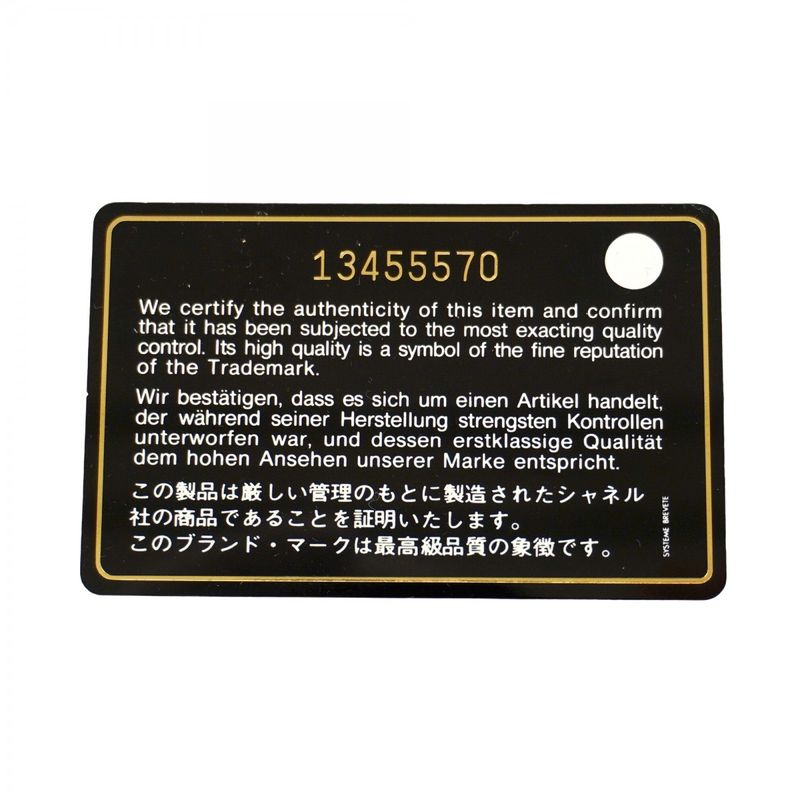 13455570
We certify the authenticity of this item and confirm
that it has been subjected to the most exacting quality
control. Its high quality is a symbol of the fine reputation
of the Trademark.
Wir bestätigen, dass es sich um einen Artikel handelt,
der während seiner Herstellung strengsten Kontrollen
unterworfen war, und dessen erstklassige Qualität
dem hohen Ansehen unserer Marke entspricht.
この製品は厳しい管理のもとに製造されたシャネル
社の商品であることを証明いたします。
このブランド・マークは最高級品質の象徴です。
SYSTEME BREVETE